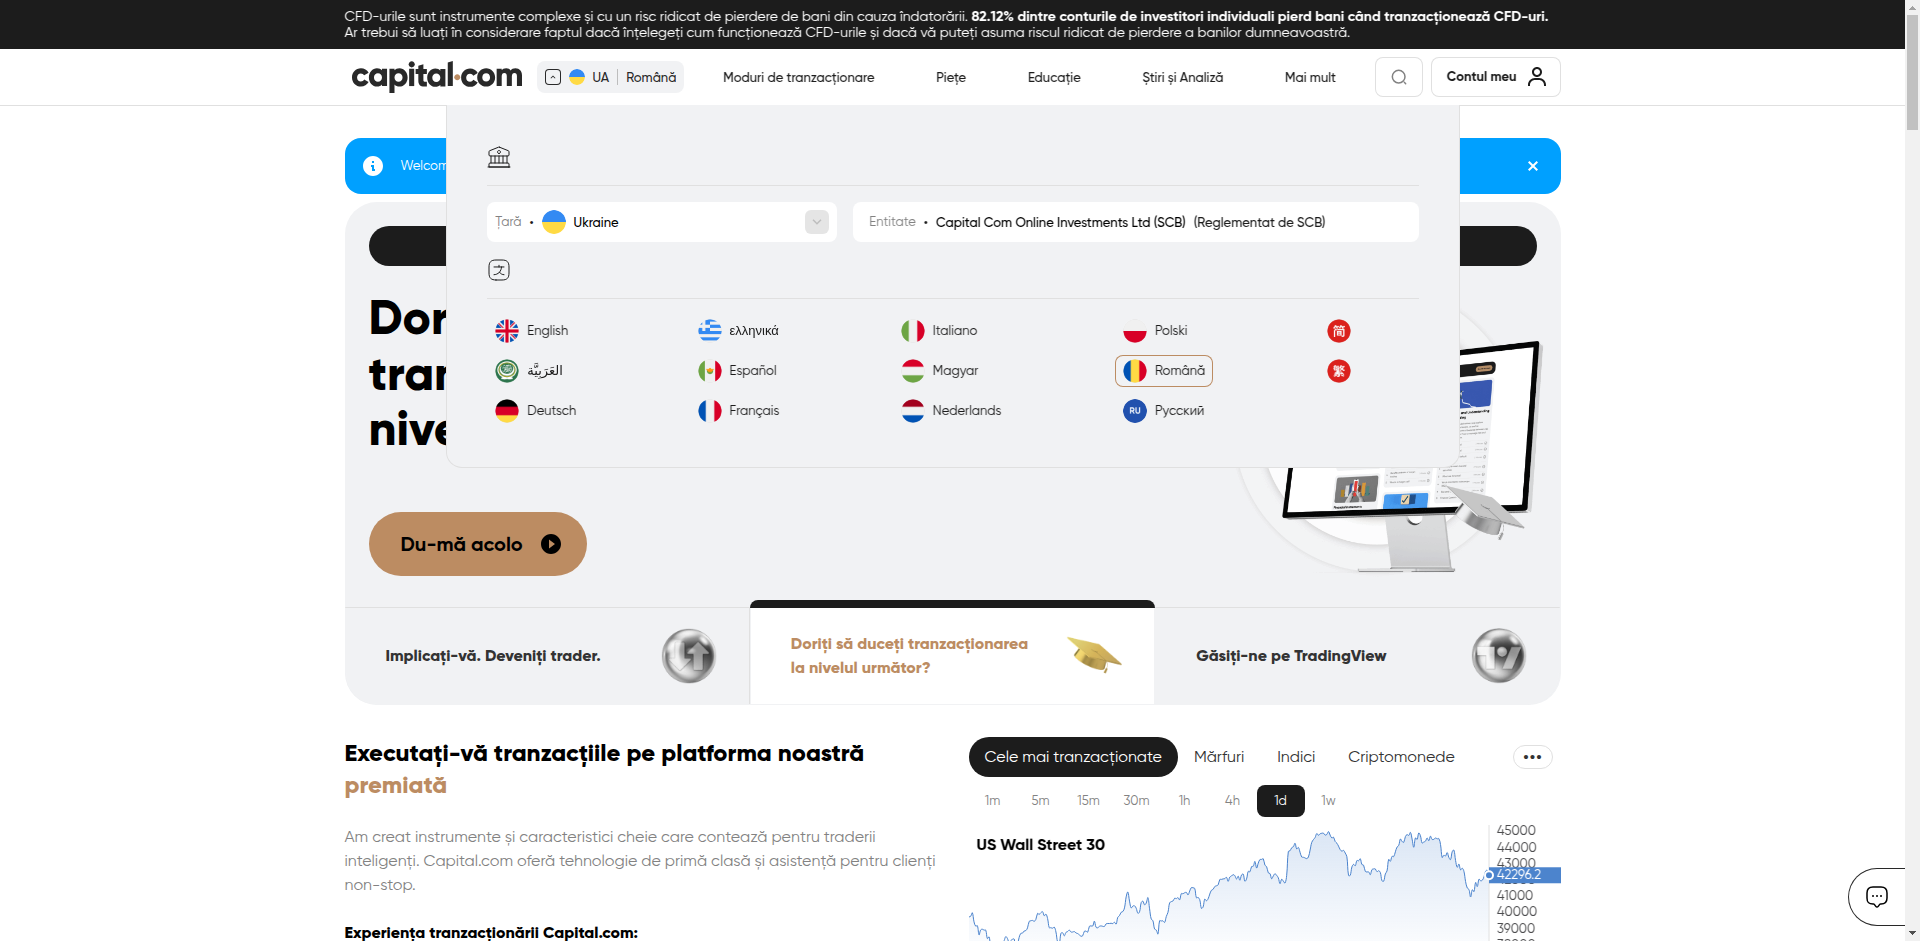 CFD-urile sunt instrumente complexe și cu un risc ridicat de pierdere de bani din cauza îndatorării. 82.12% dintre conturile de investitori individuali pierd bani când tranzacționează CFD-uri.
Ar trebui să luați în considerare faptul dacă înțelegeți cum funcționează CFD-urile și dacă vă puteți asuma riscul ridicat de pierdere a banilor dumneavoastră.
capital.com
UA
Română
Moduri de tranzacționare
Piețe
Educație
Știri și Analiză
Mai mult
Contul meu
Welcom
Țară • Ukraine
Entitate • Capital Com Online Investments Ltd (SCB) (Reglementat de SCB)
文
English
ελληνικά
Italiano
Polski
简
العَرَبِيَّة
Español
Magyar
Română
繁
Deutsch
Français
Nederlands
RU Русский
Dor
tran
nive
Du-mă acolo
Implicați-vă. Deveniți trader.
Doriți să duceți tranzacționarea
la nivelul următor?
Găsiți-ne pe TradingView
Executați-vă tranzacțiile pe platforma noastră
premiată
Am creat instrumente și caracteristici cheie care contează pentru traderii
inteligenți. Capital.com oferă tehnologie de primă clasă și asistență pentru clienți
non-stop.
Experiența tranzacționării Capital.com:
Cele mai tranzacționate
Mărfuri
Indici
Criptomonede
1m
5m
15m
30m
1h
4h
1d
1w
US Wall Street 30
45000
44000
43000
42296.2
41000
40000
39000